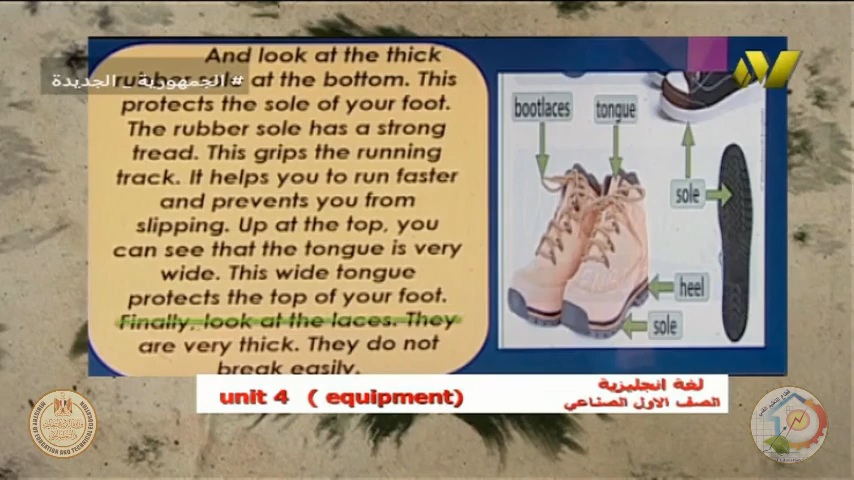 And look at the thick
rubber sole at the bottom. This
protects the sole of your foot.
The rubber sole has a strong
tread. This grips the running
track. It helps you to run faster
and prevents you from
slipping. Up at the top, you
can see that the tongue is very
wide. This wide tongue
protects the top of your foot.
Finally, look at the laces. They
are very thick. They do not
break easily.
#الجمهورية_الجديدة
bootlaces
tongue
sole
heel
sole
unit 4 ( equipment)
لغة انجليزية
الصف الاول الصناعي